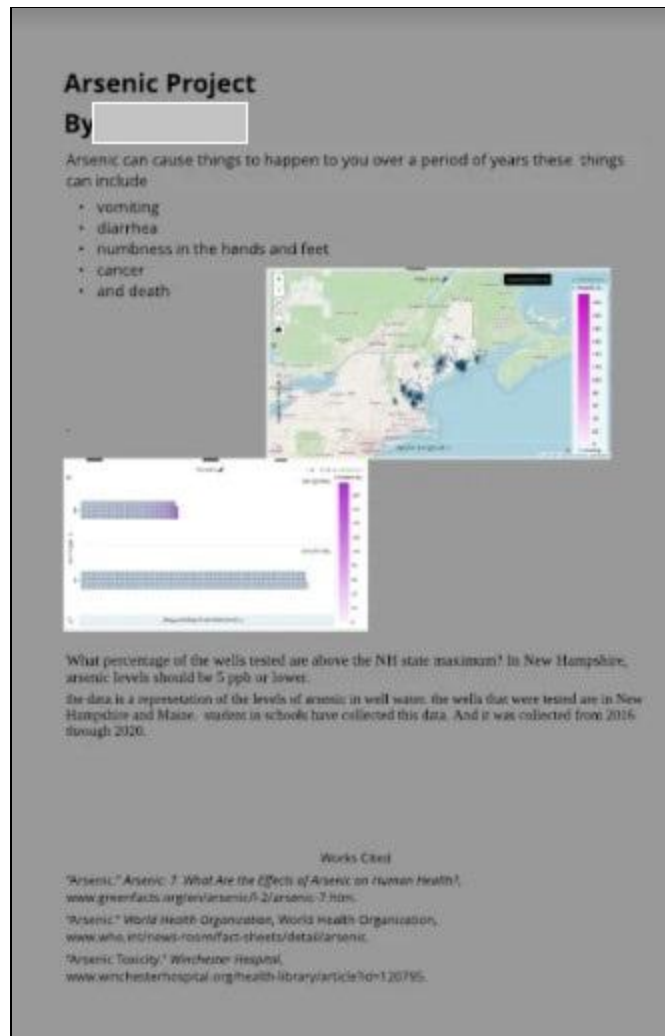 Arsenic Project
By
Arsenic can cause things to happen to you over a period of years these things
can include
• vomiting
• diarrhea
• numbness in the hands and feet
• cancer
• and death
What percentage of the wells tested are above the NH state maximum? In New Hampshire,
arsenic levels should be 5 ppb or lower.
the data is a represetation of the levels of arsenic in well water. the wells that were tested are in New
Hampshire and Maine. student in schools have collected this data. And it was collected from 2016
through 2020.
Works Cited
"Arsenic." Arsenic: 7. What Are the Effects of Arsenic on Human Health?,
www.greenfacts.org/en/arsenic/l-2/arsenic-7.htm.
"Arsenic." World Health Organization, World Health Organization,
www.who.int/news-room/fact-sheets/detail/arsenic.
"Arsenic Toxicity." Winchester Hospital,
www.winchesterhospital.org/health-library/article?id=120795.